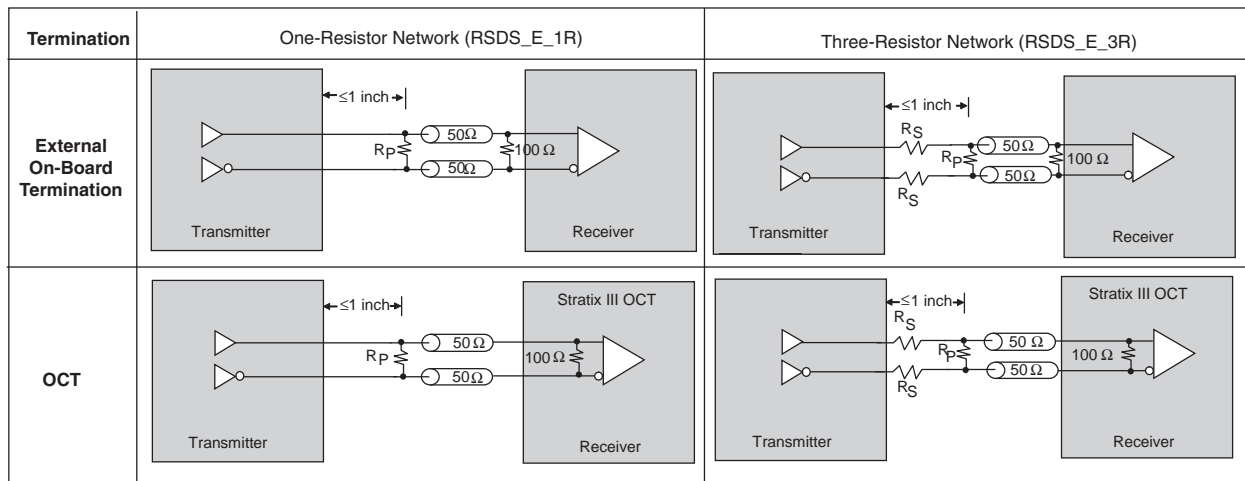 Termination
One-Resistor Network (RSDS_E_1R)
Three-Resistor Network (RSDS_E_3R)
External
On-Board
Termination
≤1 inch
50Ω
RP
100 Ω
50Ω
Transmitter
Receiver
≤1 inch
RS
50 Ω
RP
100 Ω
50 Ω
RS
Transmitter
Receiver
OCT
≤1 inch
Stratix III OCT
50 Ω
RP
100 Ω
50Ω
Transmitter
Receiver
≤1 inch
Stratix III OCT
RS
50 Ω
RP
100 Ω
50 Ω
RS
Transmitter
Receiver